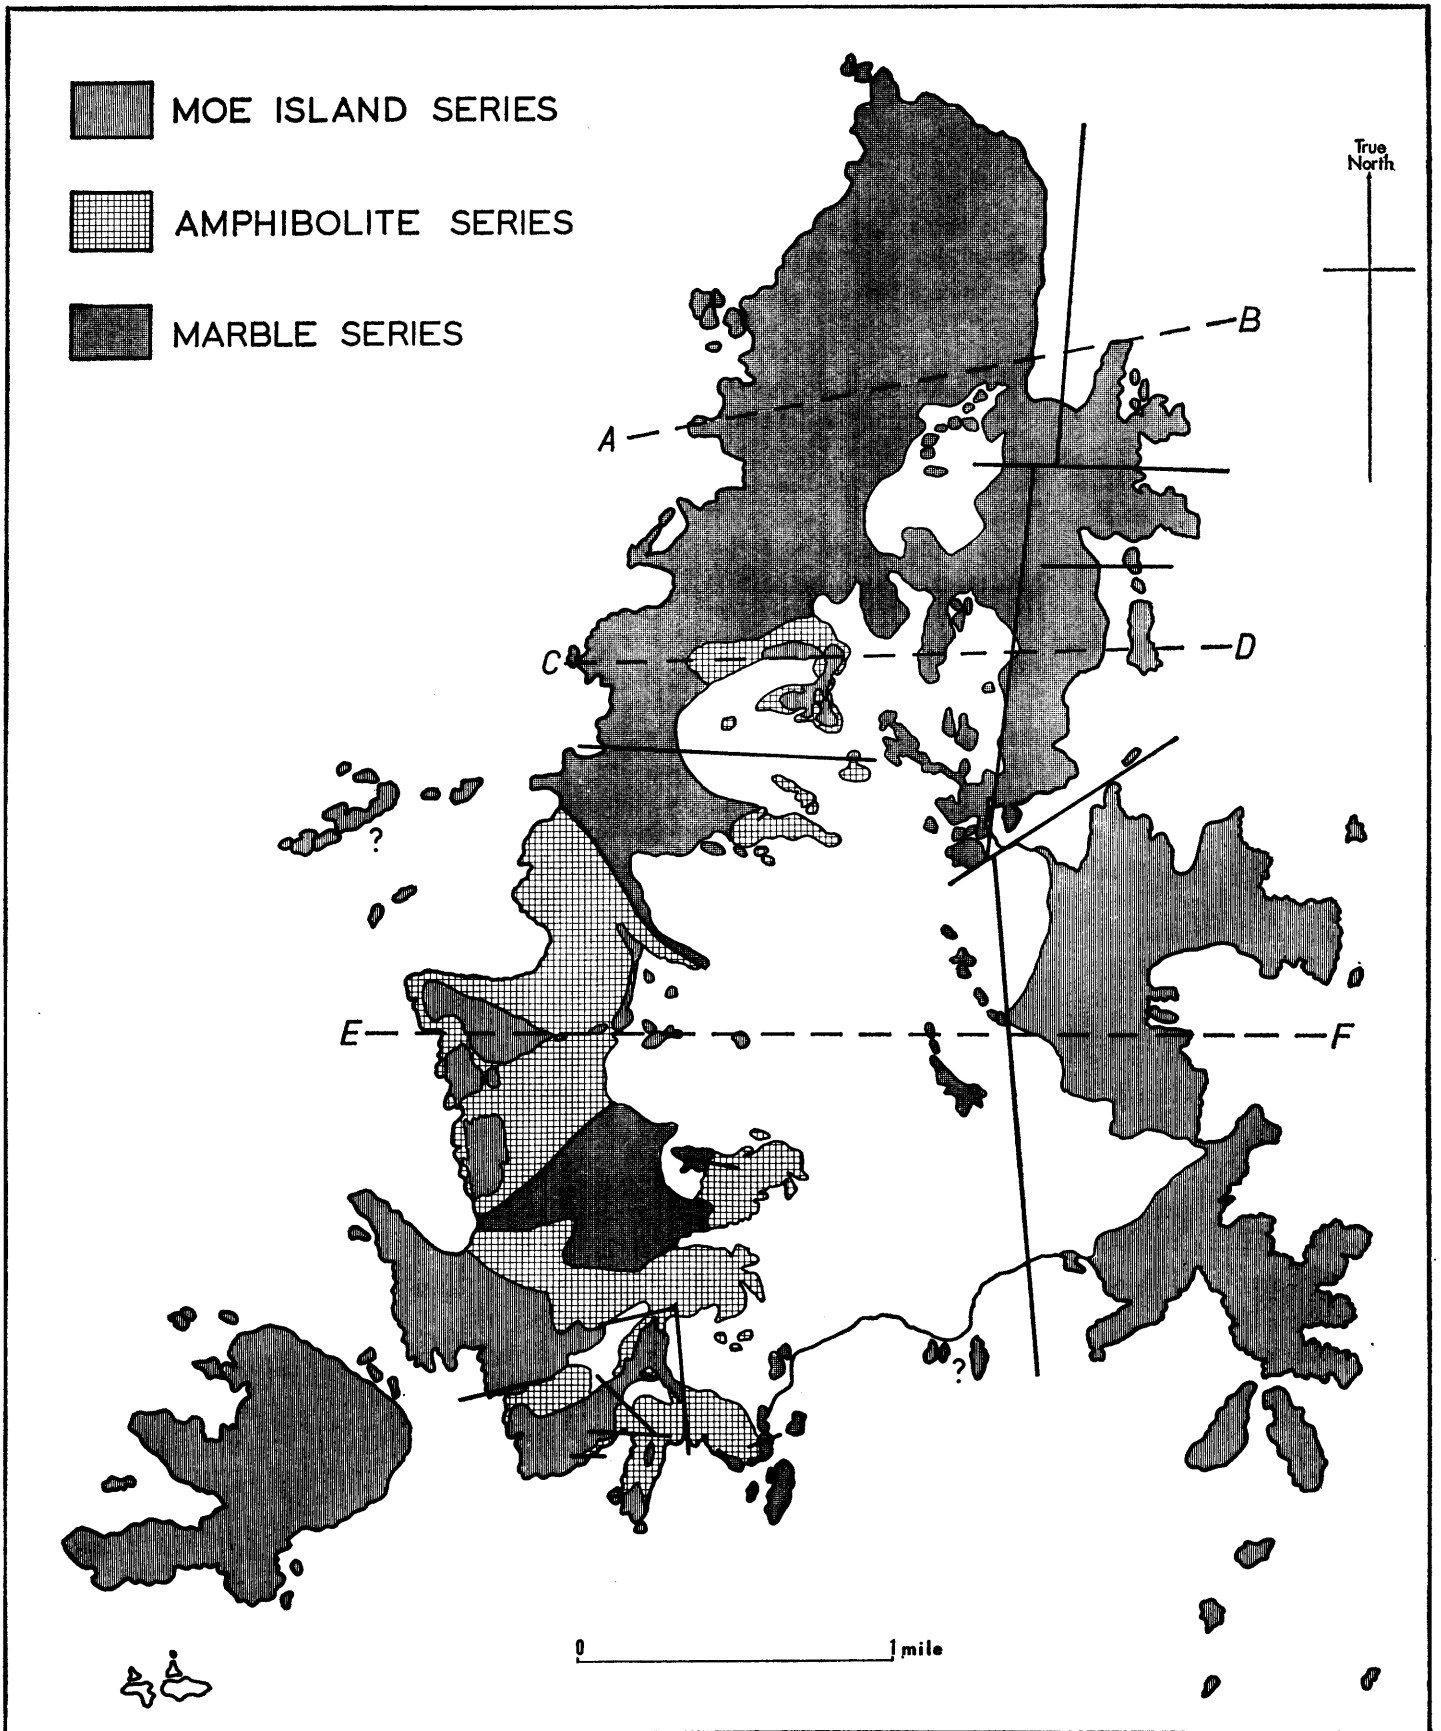 MOE ISLAND SERIES
AMPHIBOLITE SERIES
MARBLE SERIES
True
North
B
A
C
D
?
E
F
?
0 1 mile